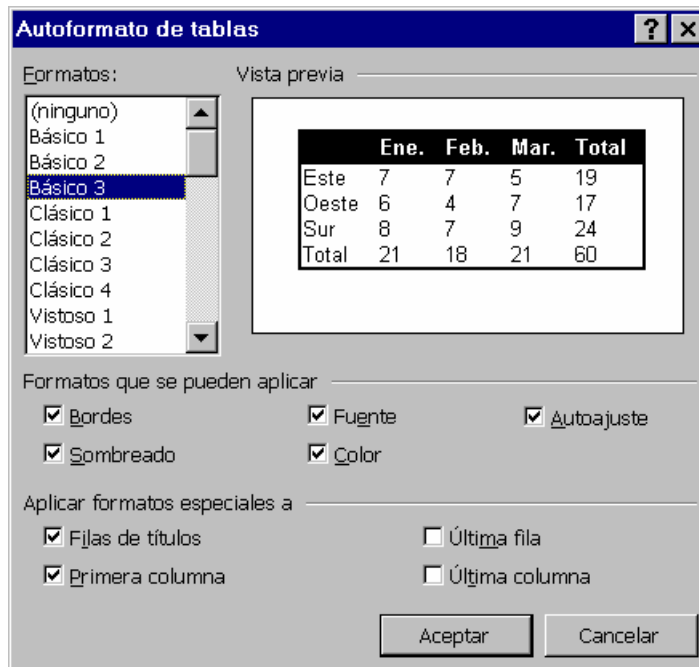 Autoformato de tablas
Formatos:
(ninguno)
Básico 1
Básico 2
Básico 3
Clásico 1
Clásico 2
Clásico 3
Clásico 4
Vistoso 1
Vistoso 2
Vista previa
Ene. Feb. Mar. Total
Este 7 7 5 19
Oeste 6 4 7 17
Sur 8 7 9 24
Total 21 18 21 60
Formatos que se pueden aplicar
Bordes Fuente Autoajuste
Sombreado Color
Aplicar formatos especiales a
Filas de títulos Última fila
Primera columna Última columna
Aceptar Cancelar